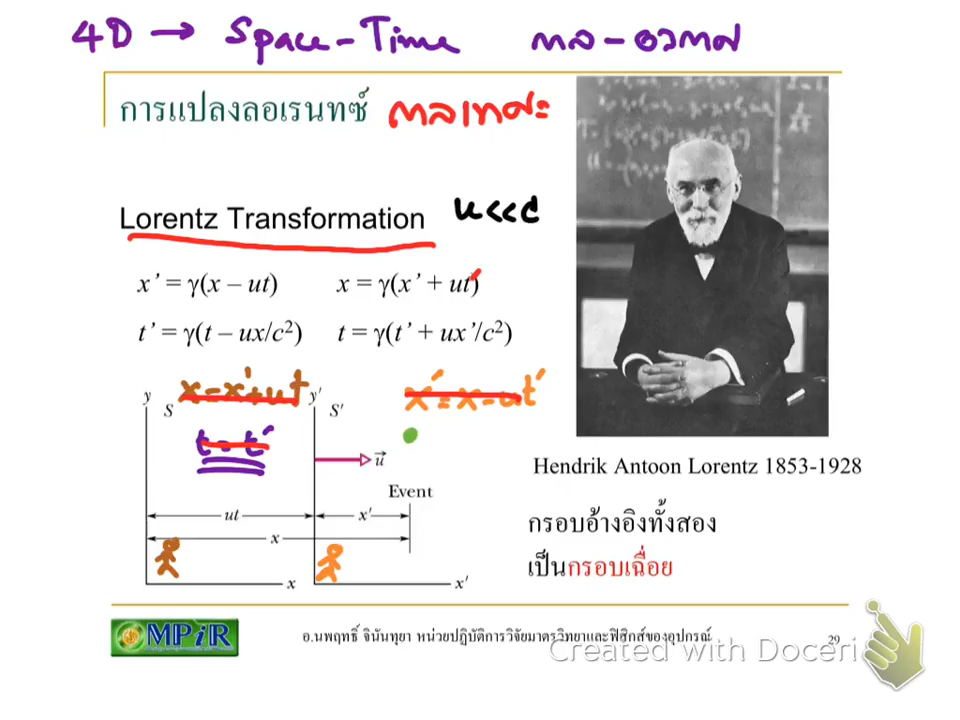 4D → Space-Time กาล-อวกาศ
การแปลงลอเรนทซ์ กาลเทศะ
Lorentz Transformation u<<c
x’ = γ(x – ut) x = γ(x’ + ut')
t’ = γ(t – ux/c²) t = γ(t’ + ux’/c²)
y S x=x'+ut y′ S′ x'=x-ut'
t=t'
u⃗
Event
ut x′
x
x x′
Hendrik Antoon Lorentz 1853-1928
กรอบอ้างอิงทั้งสอง
เป็นกรอบเฉื่อย
MPiR
อ.นพฤทธิ์ จินันทุยา หน่วยปฏิบัติการวิจัยมาตรวิทยาและฟิสิกส์ของอุปกรณ์
29
Created with Doceri